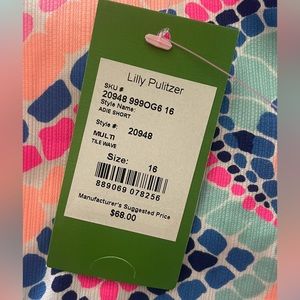 Lilly Pulitzer
SKU #
20948 999OG6 16
Style Name:
ADIE SHORT
Style #: 20948
MULTI
TILE WAVE
Size: 16
889069 078256
Manufacturer's Suggested Price
$68.00